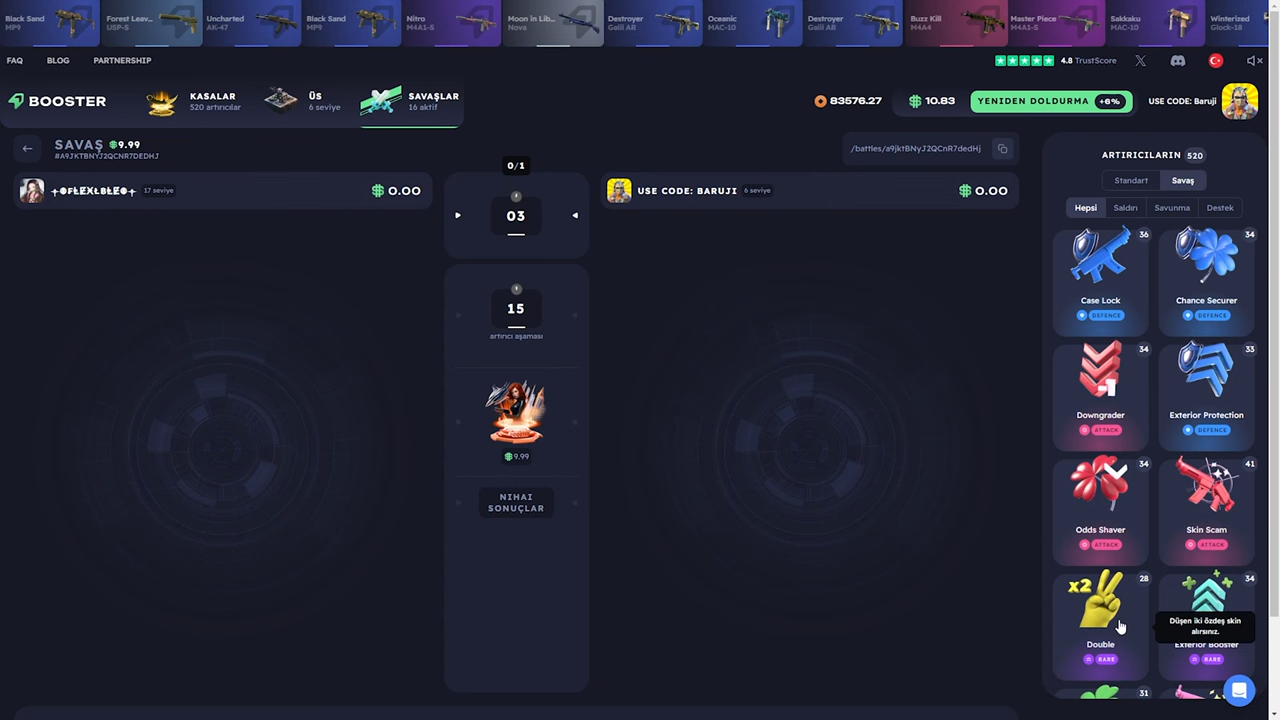 Black Sand
MP9
Forest Leav...
USP-S
Uncharted
AK-47
Black Sand
MP9
Nitro
M4A1-S
Moon in Lib...
Nova
Destroyer
Galil AR
Oceanic
MAC-10
Destroyer
Galil AR
Buzz Kill
M4A4
Master Piece
M4A1-S
Sakkaku
MAC-10
Winterized
Glock-18
FAQ
BLOG
PARTNERSHIP
4.8 TrustScore
BOOSTER
KASALAR
520 artırıcılar
ÜS
6 seviye
SAVAŞLAR
16 aktif
83576.27
10.83
YENİDEN DOLDURMA +6%
USE CODE: Baruji
SAVAŞ 9.99
#A9JKTBNYJ2QCNR7DEDHJ
0/1
/battles/a9jktBNyJ2QCnR7dedHj
17 seviye
0.00
03
USE CODE: BARUJI 6 seviye
0.00
15
artırıcı aşaması
9.99
NIHAI
SONUÇLAR
ARTIRICILARIN 520
Standart
Savaş
Hepsi
Saldırı
Savunma
Destek
36
Case Lock
DEFENCE
34
Chance Securer
DEFENCE
34
Downgrader
ATTACK
33
Exterior Protection
DEFENCE
34
Odds Shaver
ATTACK
41
Skin Scam
ATTACK
x2
28
Double
RARE
34
Düşen iki özdeş skin
alırsınız.
Exterior Booster
RARE
31